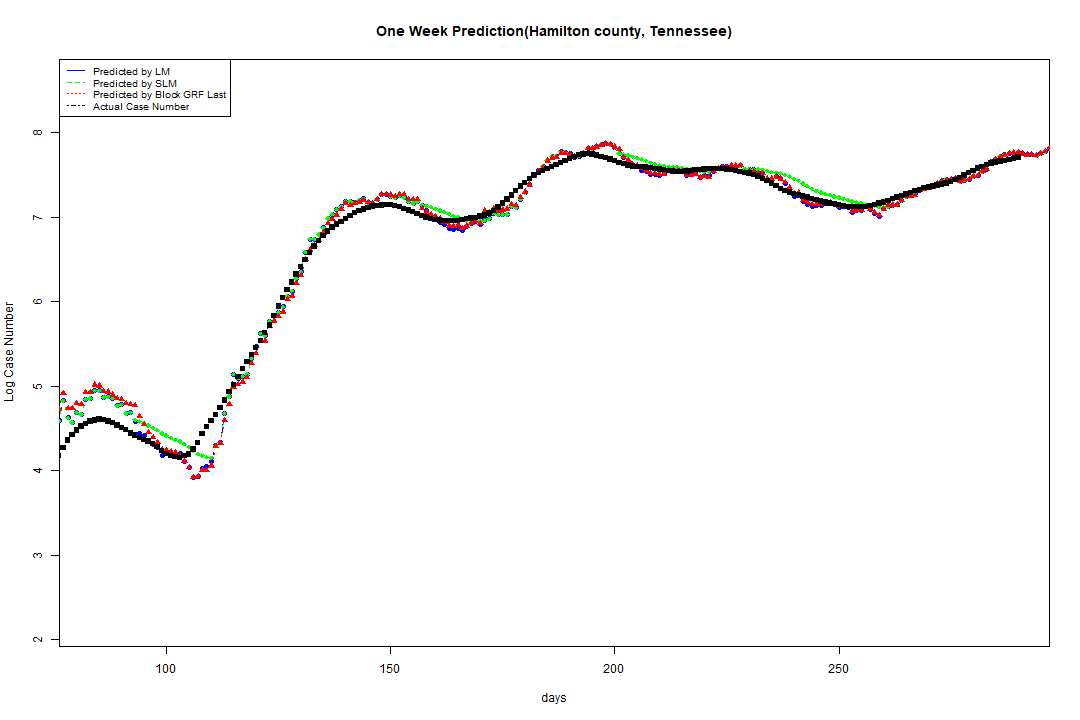 One Week Prediction(Hamilton county, Tennessee)
Predicted by LM
Predicted by SLM
Predicted by Block GRF Last
Actual Case Number
8
7
6
5
4
3
2
Log Case Number
100 150 200 250
days